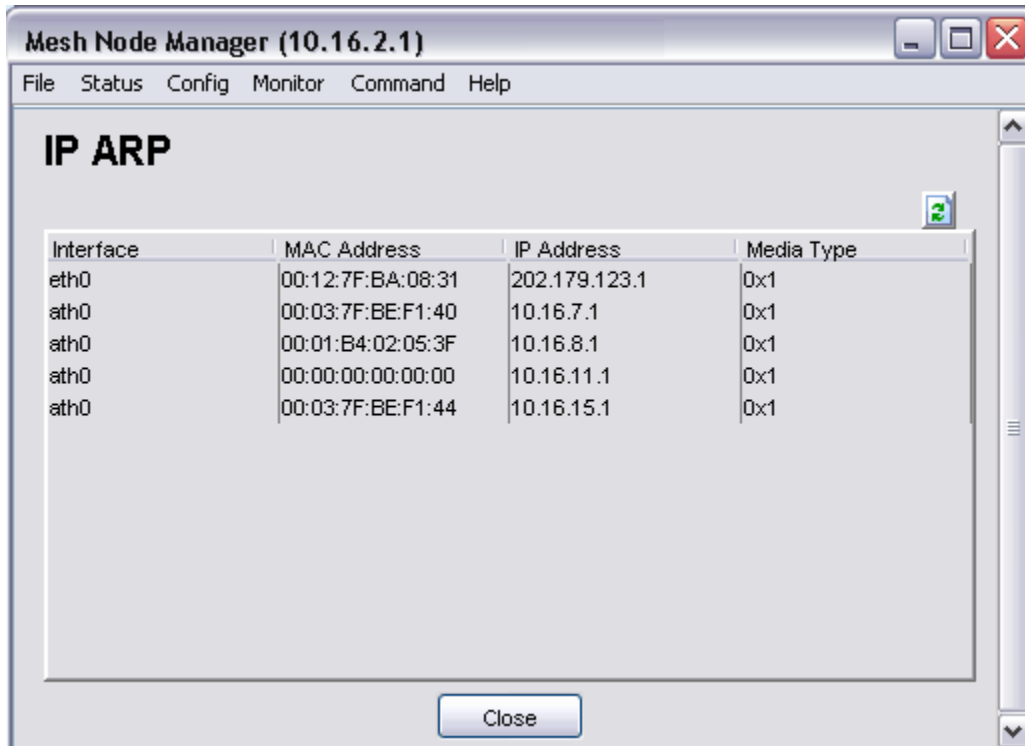 Mesh Node Manager (10.16.2.1)
File Status Config Monitor Command Help
IP ARP
Interface MAC Address IP Address Media Type
eth0 00:12:7F:BA:08:31 202.179.123.1 0x1
ath0 00:03:7F:BE:F1:40 10.16.7.1 0x1
ath0 00:01:B4:02:05:3F 10.16.8.1 0x1
ath0 00:00:00:00:00:00 10.16.11.1 0x1
ath0 00:03:7F:BE:F1:44 10.16.15.1 0x1
Close